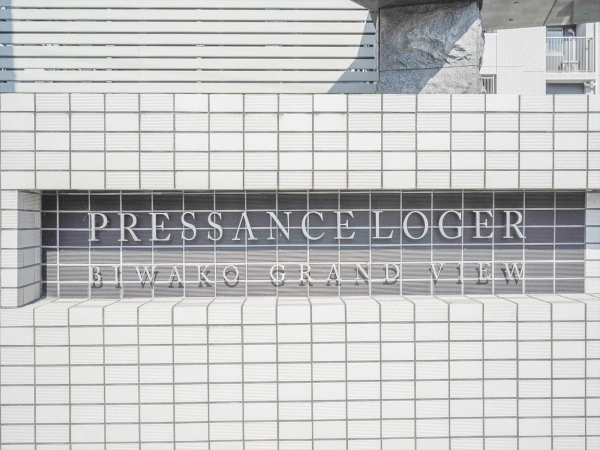 PRESSANCE LOGER
BIWAKO GRAND VIEW